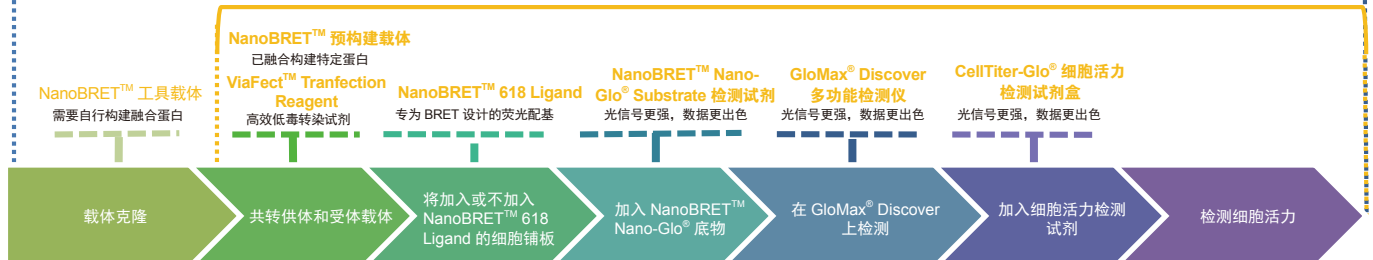 NanoBRET™ 工具载体
需要自行构建融合蛋白
NanoBRET™ 预构建载体
已融合构建特定蛋白
ViaFect™ Tranfection
Reagent
高效低毒转染试剂
NanoBRET™ 618 Ligand
专为 BRET 设计的荧光配基
NanoBRET™ Nano-
Glo® Substrate 检测试剂
光信号更强，数据更出色
GloMax® Discover
多功能检测仪
光信号更强，数据更出色
CellTiter-Glo® 细胞活力
检测试剂盒
光信号更强，数据更出色
载体克隆
共转供体和受体载体
将加入或不加入
NanoBRET™ 618
Ligand 的细胞铺板
加入 NanoBRET™
Nano-Glo® 底物
在 GloMax® Discover
上检测
加入细胞活力检测
试剂
检测细胞活力